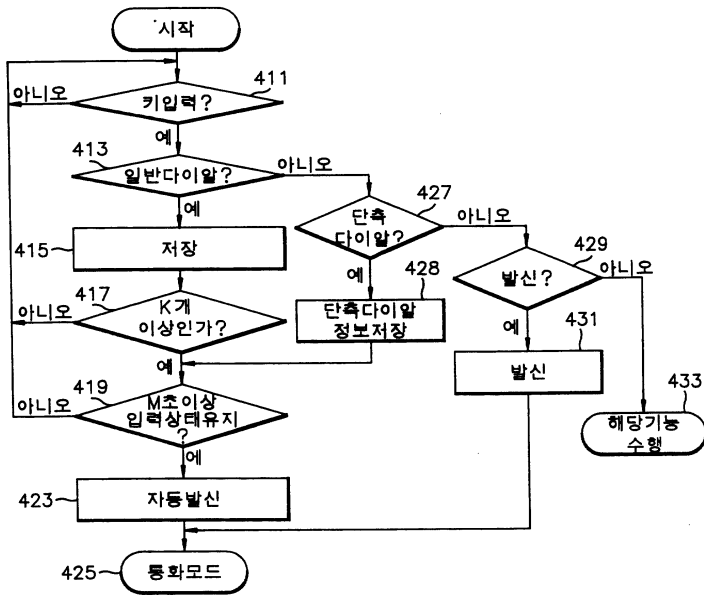 시작
키입력?
411
아니오
예
413
일반다이알?
아니오
예
415
저장
417
K개
이상인가?
아니오
예
427
단축
다이알?
아니오
예
428
단축다이알
정보저장
429
발신?
아니오
예
431
발신
433
해당기능
수행
419
M초이상
입력상태유지
?
아니오
에
423
자동발신
425
통화모드